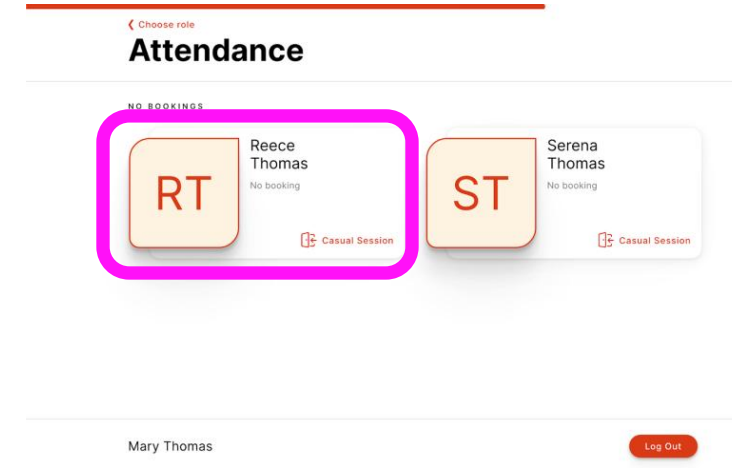 Choose role
Attendance
NO BOOKINGS
RT
Reece
Thomas
No booking
Casual Session
ST
Serena
Thomas
No booking
Casual Session
Mary Thomas
Log Out